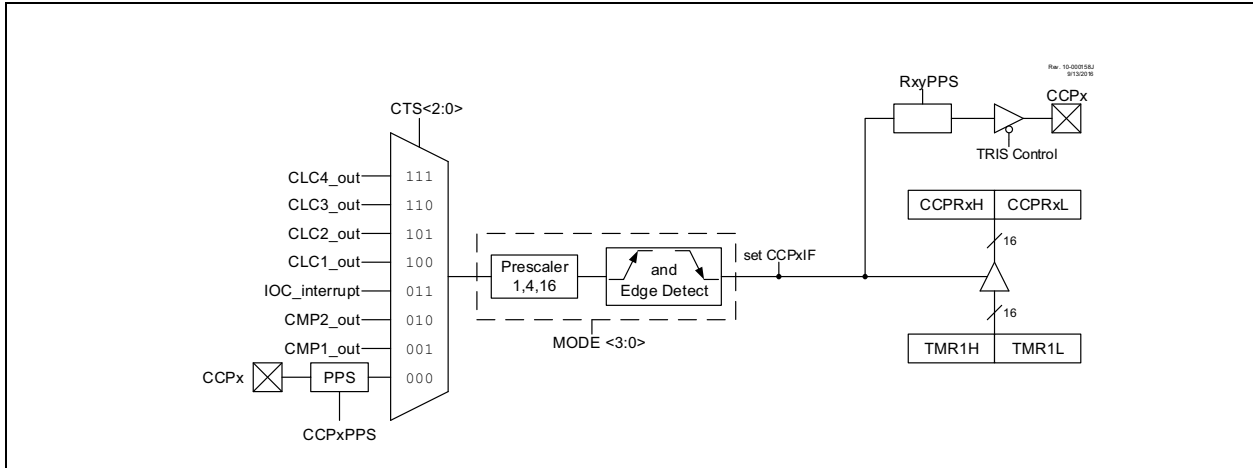 Rev. 10-000158J
9/13/2016
RxyPPS
CCPx
CTS<2:0>
TRIS Control
CLC4_out
111
CLC3_out
110
CCPRxH
CCPRxL
CLC2_out
101
16
set CCPxIF
CLC1_out
100
Prescaler
1,4,16
and
Edge Detect
IOC_interrupt
011
CMP2_out
010
16
MODE <3:0>
CMP1_out
001
TMR1H
TMR1L
CCPx
PPS
000
CCPxPPS